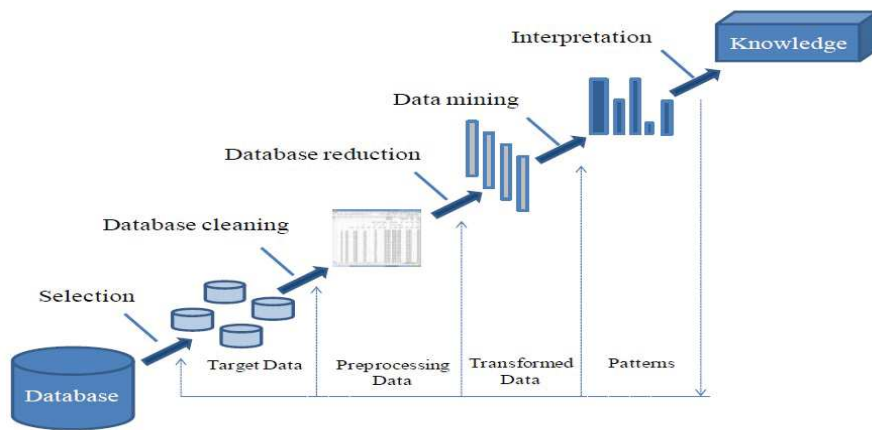 Interpretation
Knowledge
Data mining
Database reduction
Database cleaning
Selection
Target Data
Preprocessing
Data
Transformed
Data
Patterns
Database